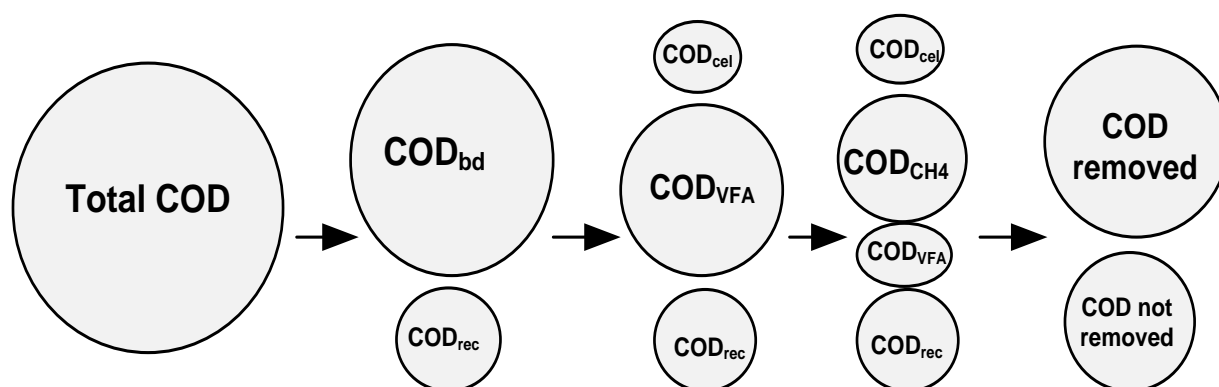 Total COD
COD_bd
COD_rec
COD_cel
COD_VFA
COD_rec
COD_cel
COD_CH4
COD_VFA
COD_rec
COD
removed
COD not
removed